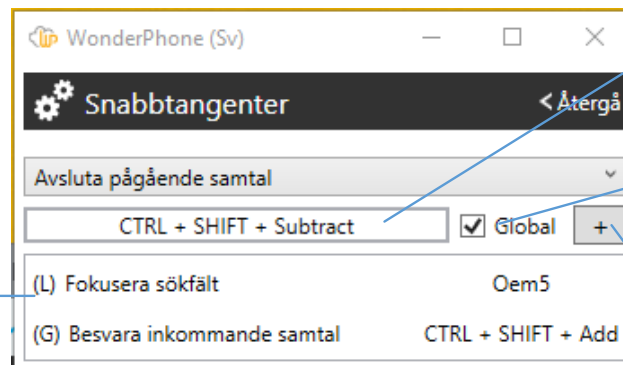 WonderPhone (Sv)
Snabbtangenter < Återgå
Avsluta pågående samtal
CTRL + SHIFT + Subtract Global +
(L) Fokusera sökfält Oem5
(G) Besvara inkommande samtal CTRL + SHIFT + Add